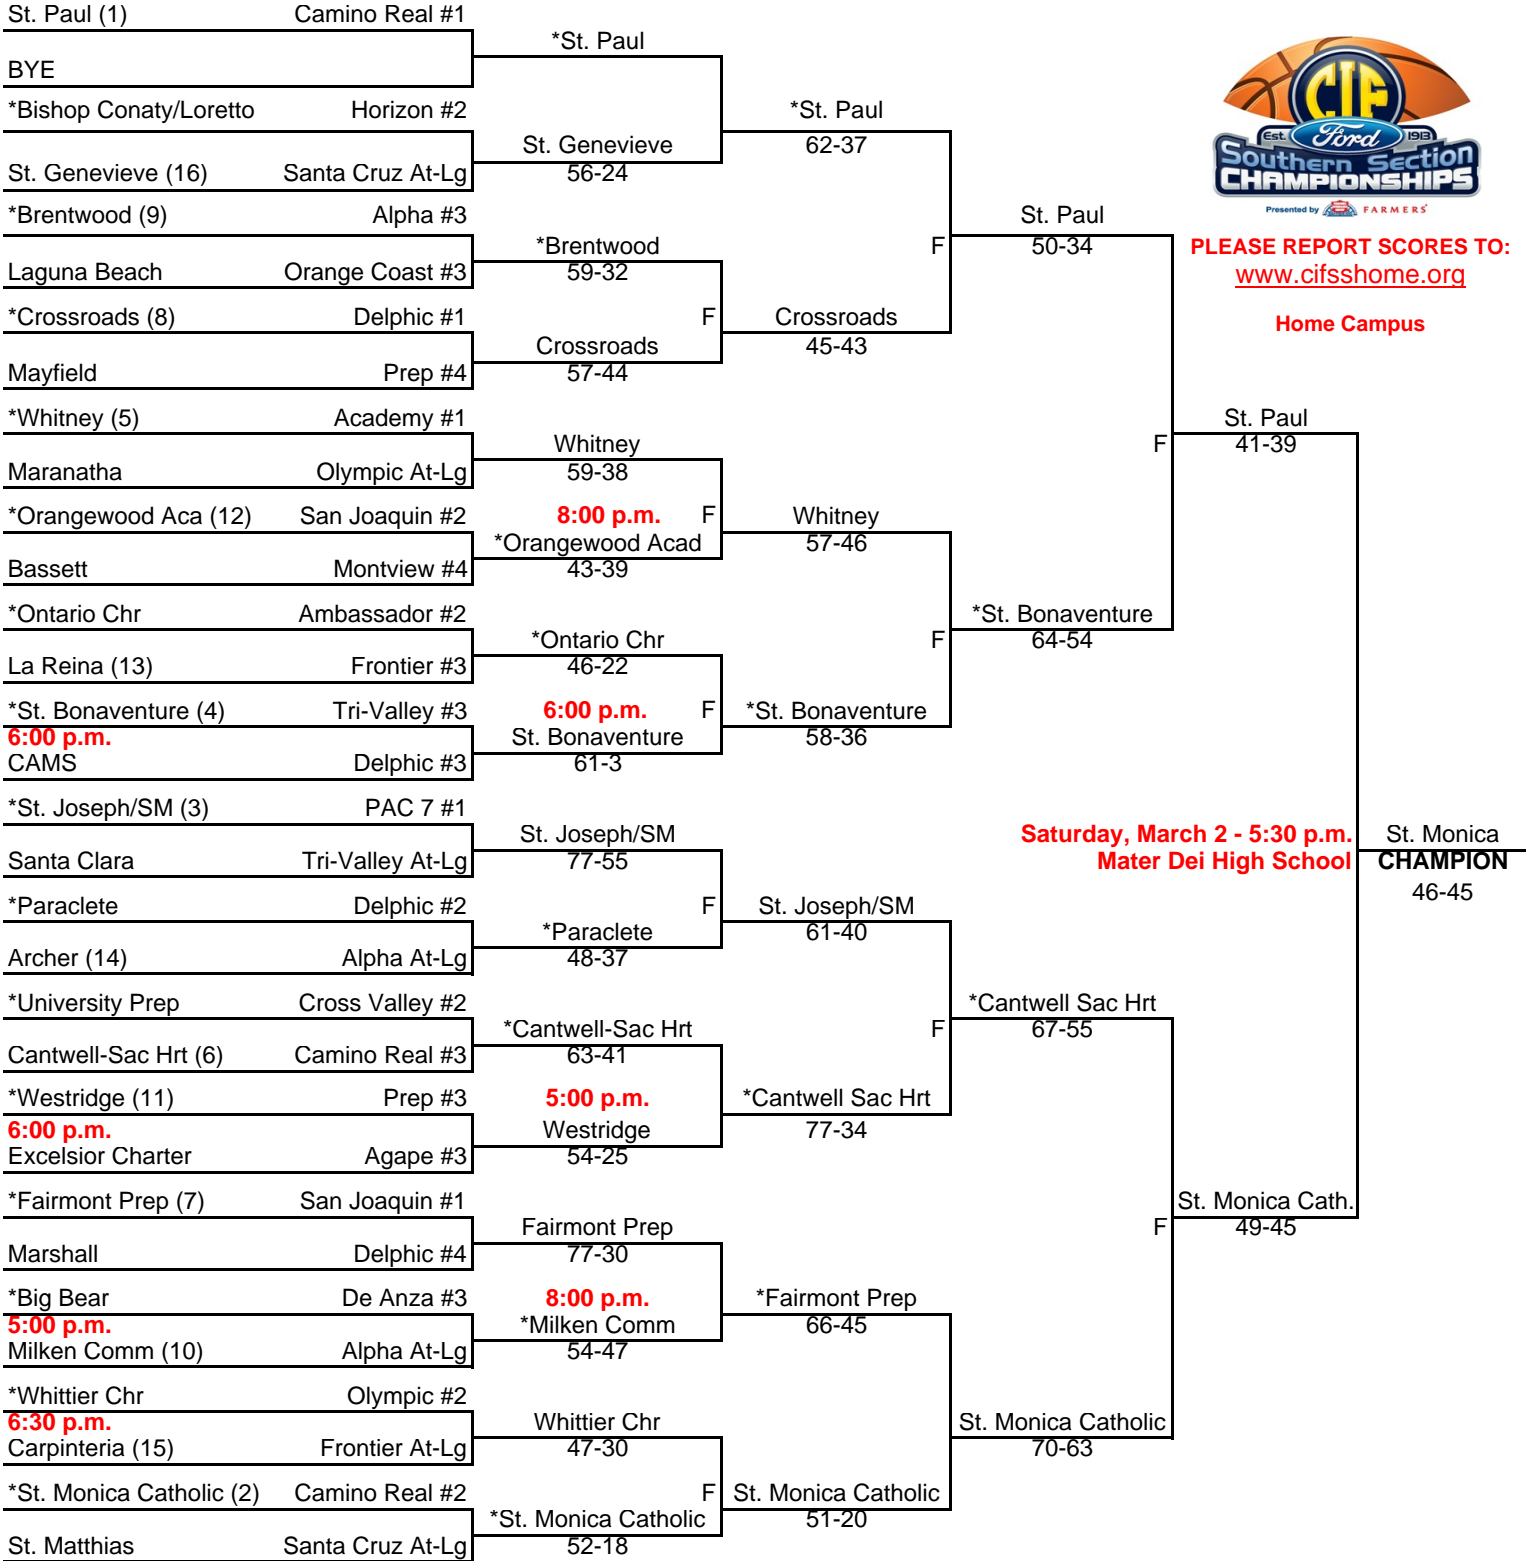 St. Paul (1) Camino Real #1
BYE
*Bishop Conaty/Loretto Horizon #2
St. Genevieve (16) Santa Cruz At-Lg
*Brentwood (9) Alpha #3
Laguna Beach Orange Coast #3
*Crossroads (8) Delphic #1
Mayfield Prep #4
*Whitney (5) Academy #1
Maranatha Olympic At-Lg
*Orangewood Aca (12) San Joaquin #2
Bassett Montview #4
*Ontario Chr Ambassador #2
La Reina (13) Frontier #3
*St. Bonaventure (4) Tri-Valley #3
6:00 p.m.
CAMS Delphic #3
*St. Joseph/SM (3) PAC 7 #1
Santa Clara Tri-Valley At-Lg
*Paraclete Delphic #2
Archer (14) Alpha At-Lg
*University Prep Cross Valley #2
Cantwell-Sac Hrt (6) Camino Real #3
*Westridge (11) Prep #3
6:00 p.m.
Excelsior Charter Agape #3
*Fairmont Prep (7) San Joaquin #1
Marshall Delphic #4
*Big Bear De Anza #3
5:00 p.m.
Milken Comm (10) Alpha At-Lg
*Whittier Chr Olympic #2
6:30 p.m.
Carpinteria (15) Frontier At-Lg
*St. Monica Catholic (2) Camino Real #2
St. Matthias Santa Cruz At-Lg
*St. Paul
St. Genevieve
56-24
*Brentwood
59-32
F
Crossroads
57-44
Whitney
59-38
8:00 p.m. F
*Orangewood Acad
43-39
*Ontario Chr
46-22
6:00 p.m. F
St. Bonaventure
61-3
St. Joseph/SM
77-55
F
*Paraclete
48-37
*Cantwell-Sac Hrt
63-41
5:00 p.m.
Westridge
54-25
Fairmont Prep
77-30
8:00 p.m.
*Milken Comm
54-47
Whittier Chr
47-30
F
*St. Monica Catholic
52-18
*St. Paul
62-37
F
Crossroads
45-43
Whitney
57-46
F
*St. Bonaventure
58-36
St. Joseph/SM
61-40
F
*Cantwell Sac Hrt
77-34
*Fairmont Prep
66-45
St. Monica Catholic
51-20
St. Paul
50-34
F
*St. Bonaventure
64-54
*Cantwell Sac Hrt
67-55
F
St. Monica Catholic
70-63
St. Paul
41-39
St. Monica Cath.
49-45
Saturday, March 2 - 5:30 p.m.
Mater Dei High School
St. Monica
CHAMPION
46-45
CIF
Est. Ford 1913
Southern Section
CHAMPIONSHIPS
Presented by FARMERS
PLEASE REPORT SCORES TO:
www.cifsshome.org
Home Campus